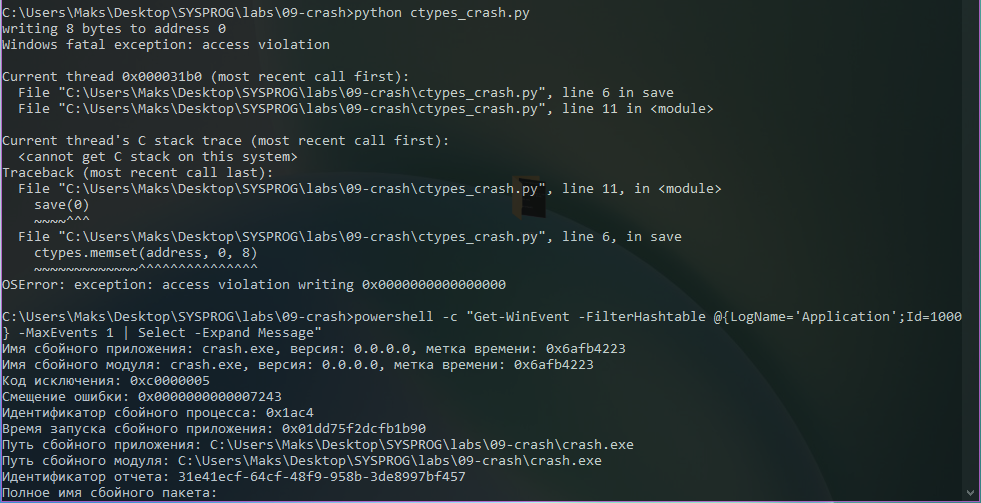 C:\Users\Maks\Desktop\SYSPROG\labs\09-crash>python ctypes_crash.py
writing 8 bytes to address 0
Windows fatal exception: access violation

Current thread 0x000031b0 (most recent call first):
  File "C:\Users\Maks\Desktop\SYSPROG\labs\09-crash\ctypes_crash.py", line 6 in save
  File "C:\Users\Maks\Desktop\SYSPROG\labs\09-crash\ctypes_crash.py", line 11 in <module>

Current thread's C stack trace (most recent call first):
  <cannot get C stack on this system>
Traceback (most recent call last):
  File "C:\Users\Maks\Desktop\SYSPROG\labs\09-crash\ctypes_crash.py", line 11, in <module>
    save(0)
    ~~~~^^^
  File "C:\Users\Maks\Desktop\SYSPROG\labs\09-crash\ctypes_crash.py", line 6, in save
    ctypes.memset(address, 0, 8)
    ~~~~~~~~~~~~~^^^^^^^^^^^^^^^
OSError: exception: access violation writing 0x0000000000000000

C:\Users\Maks\Desktop\SYSPROG\labs\09-crash>powershell -c "Get-WinEvent -FilterHashtable @{LogName='Application';Id=1000
} -MaxEvents 1 | Select -Expand Message"
Имя сбойного приложения: crash.exe, версия: 0.0.0.0, метка времени: 0x6afb4223
Имя сбойного модуля: crash.exe, версия: 0.0.0.0, метка времени: 0x6afb4223
Код исключения: 0xc0000005
Смещение ошибки: 0x0000000000007243
Идентификатор сбойного процесса: 0x1ac4
Время запуска сбойного приложения: 0x01dd75f2dcfb1b90
Путь сбойного приложения: C:\Users\Maks\Desktop\SYSPROG\labs\09-crash\crash.exe
Путь сбойного модуля: C:\Users\Maks\Desktop\SYSPROG\labs\09-crash\crash.exe
Идентификатор отчета: 31e41ecf-64cf-48f9-958b-3de8997bf457
Полное имя сбойного пакета: